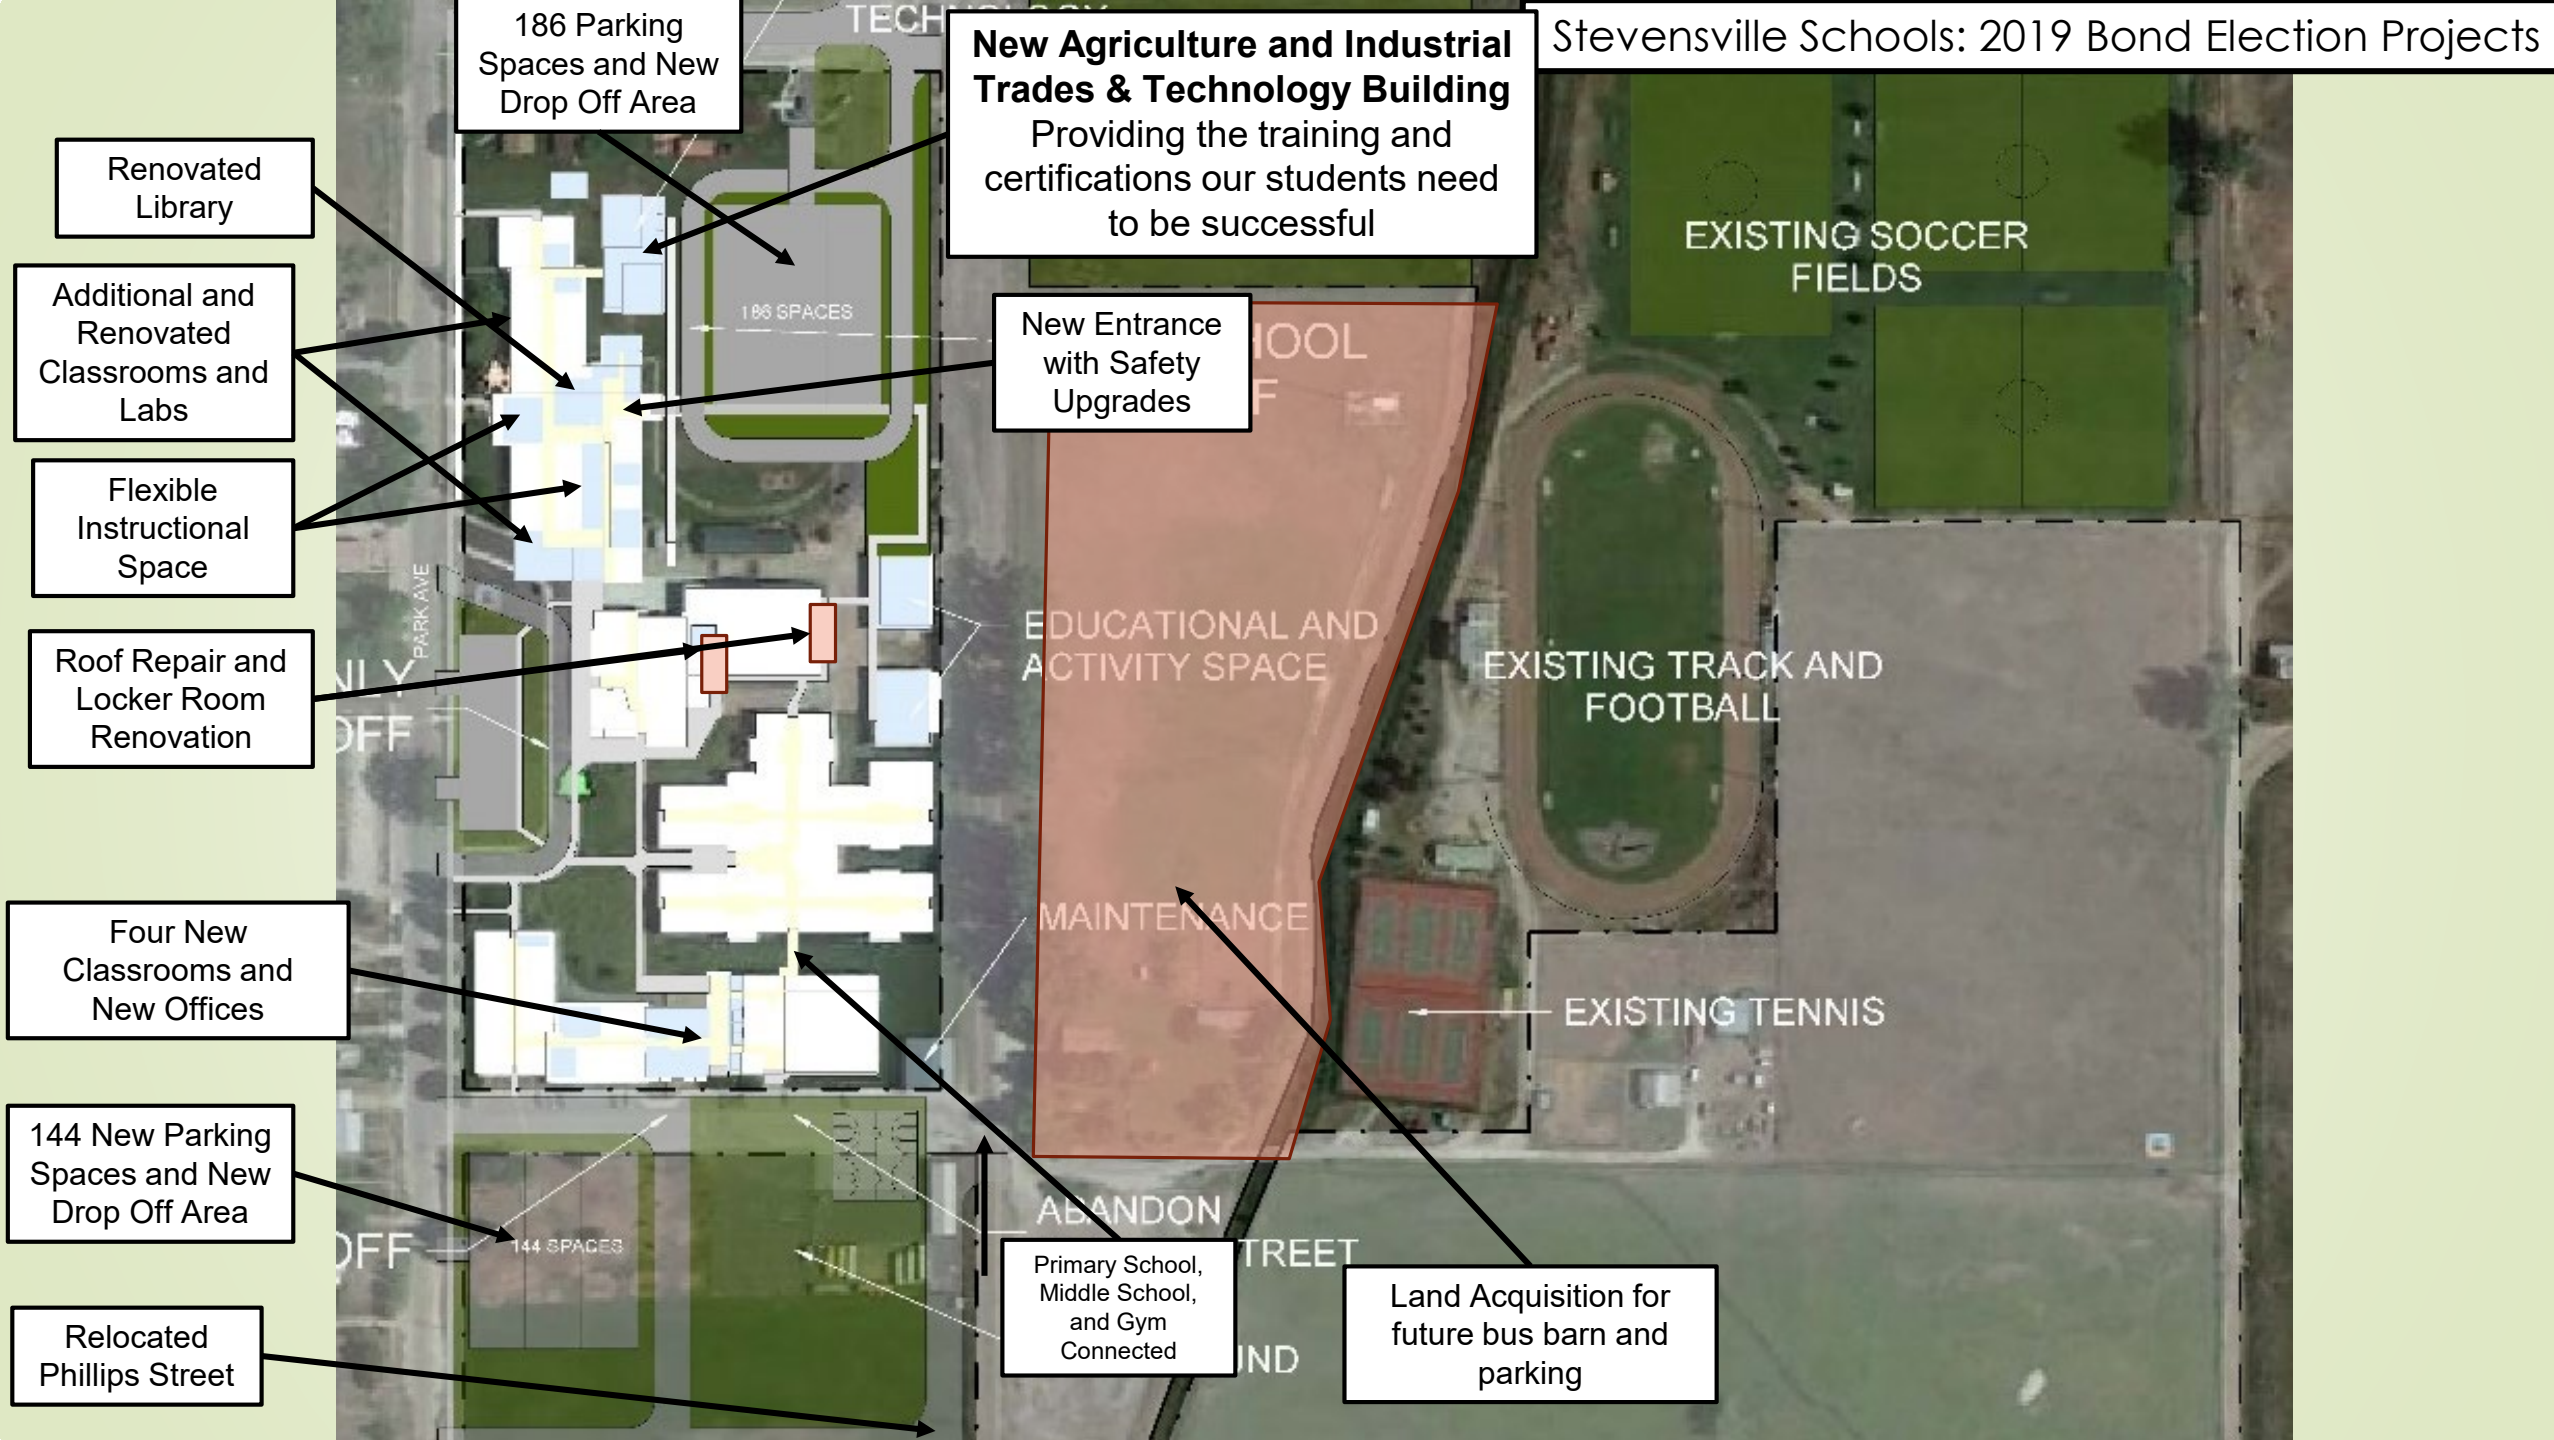 Stevensville Schools: 2019 Bond Election Projects
186 Parking
Spaces and New
Drop Off Area
New Agriculture and Industrial
Trades & Technology Building
Providing the training and
certifications our students need
to be successful
Renovated
Library
Additional and
Renovated
Classrooms and
Labs
Flexible
Instructional
Space
Roof Repair and
Locker Room
Renovation
Four New
Classrooms and
New Offices
144 New Parking
Spaces and New
Drop Off Area
Relocated
Phillips Street
New Entrance
with Safety
Upgrades
Primary School,
Middle School,
and Gym
Connected
Land Acquisition for
future bus barn and
parking
186 SPACES
EXISTING SOCCER
FIELDS
EDUCATIONAL AND
ACTIVITY SPACE
EXISTING TRACK AND
FOOTBALL
PARK AVE
MAINTENANCE
EXISTING TENNIS
ABANDON
144 SPACES